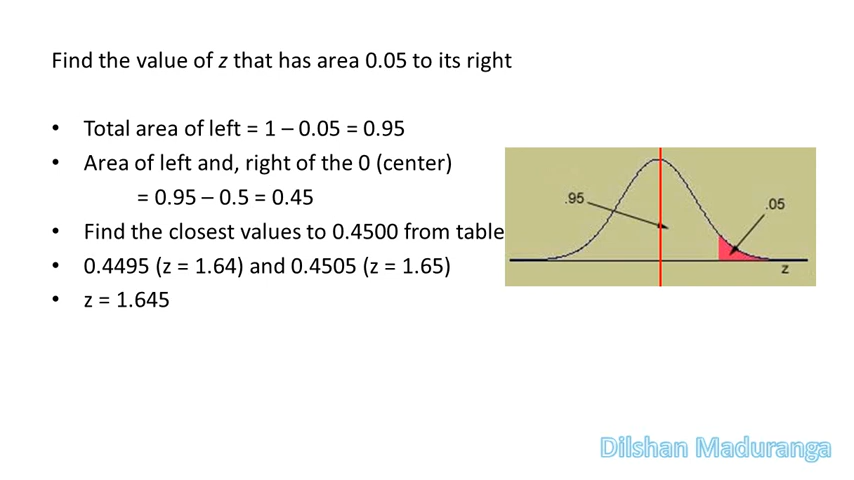 Find the value of z that has area 0.05 to its right
• Total area of left = 1 – 0.05 = 0.95
• Area of left and, right of the 0 (center)
= 0.95 – 0.5 = 0.45
• Find the closest values to 0.4500 from table
• 0.4495 (z = 1.64) and 0.4505 (z = 1.65)
• z = 1.645
.95
.05
z
Dilshan Maduranga